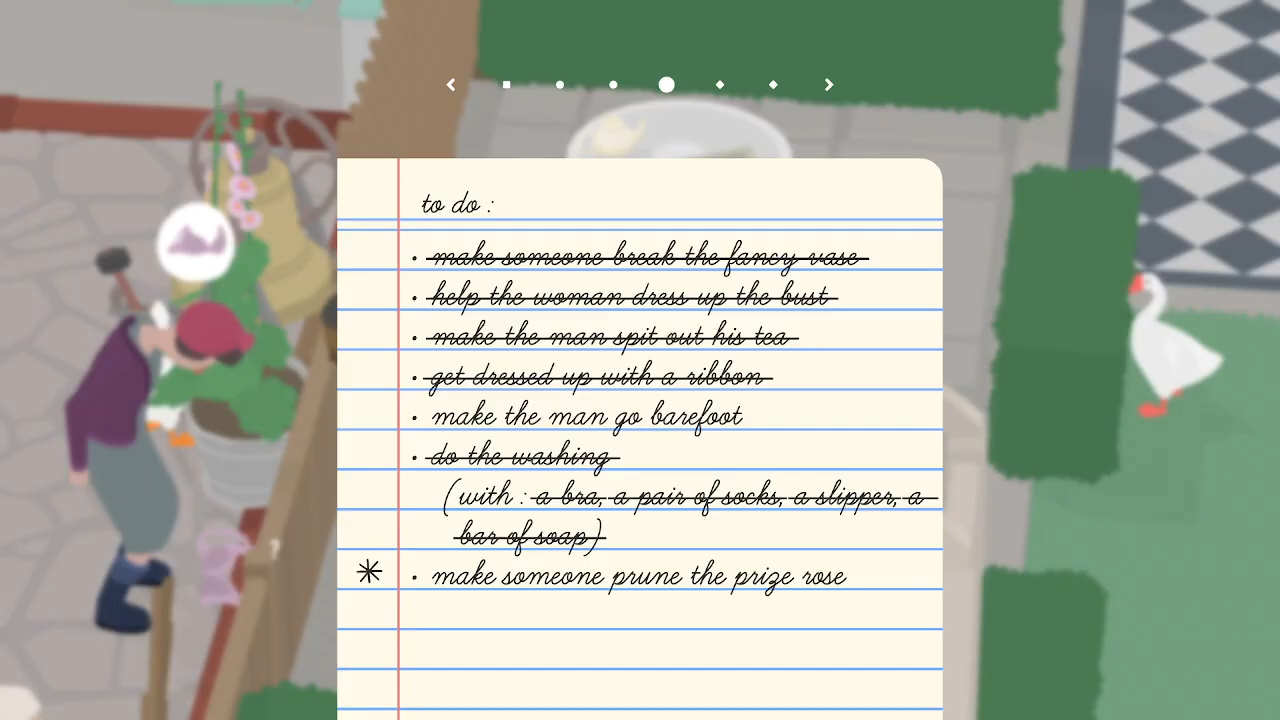 to do :
• make someone break the fancy vase
• help the woman dress up the bust
• make the man spit out his tea
• get dressed up with a ribbon
• make the man go barefoot
• do the washing
(with : a bra, a pair of socks, a slipper, a
bar of soap)
* • make someone prune the prize rose